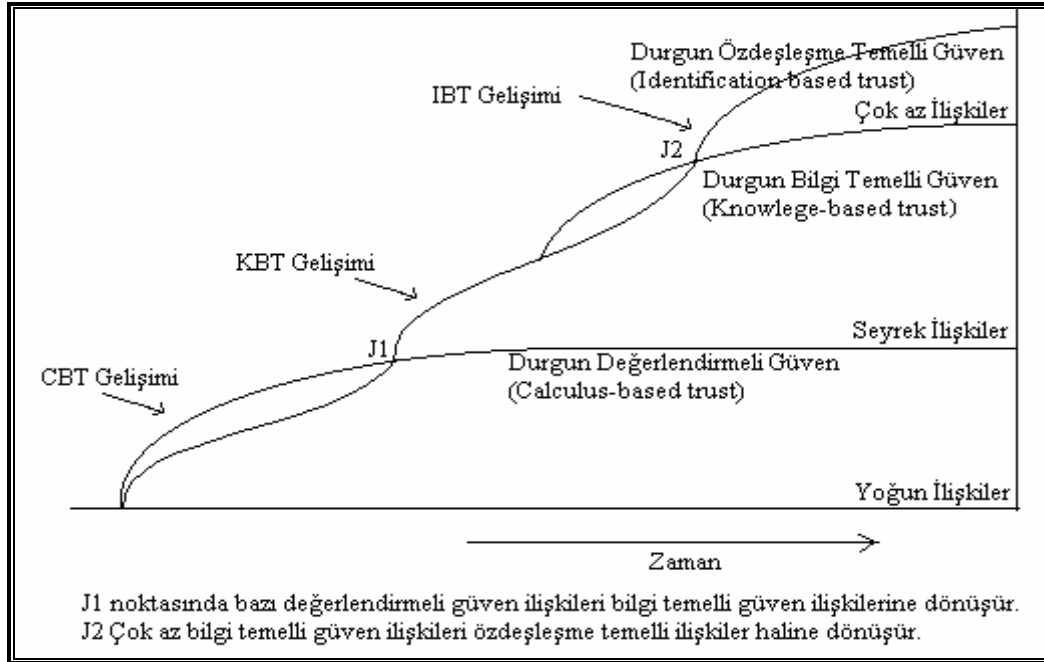 Durgun Özdeşleşme Temelli Güven
(Identification based trust)
IBT Gelişimi
Çok az İlişkiler
J2
Durgun Bilgi Temelli Güven
(Knowlege-based trust)
KBT Gelişimi
Seyrek İlişkiler
J1
Durgun Değerlendirmeli Güven
(Calculus-based trust)
CBT Gelişimi
Yoğun İlişkiler
Zaman
J1 noktasında bazı değerlendirmeli güven ilişkileri bilgi temelli güven ilişkilerine dönüşür.
J2 Çok az bilgi temelli güven ilişkileri özdeşleşme temelli ilişkiler haline dönüşür.